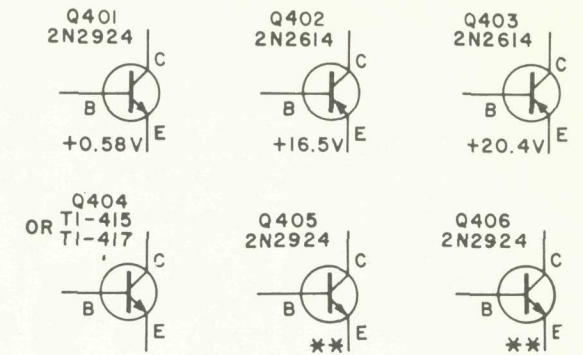 Q401
2N2924
C
B
E
+0.58V
Q402
2N2614
C
B
E
+16.5V
Q403
2N2614
C
B
E
+20.4V
Q404
OR TI-415
TI-417
C
B
E
Q405
2N2924
C
B
E
**
Q406
2N2924
C
B
E
**